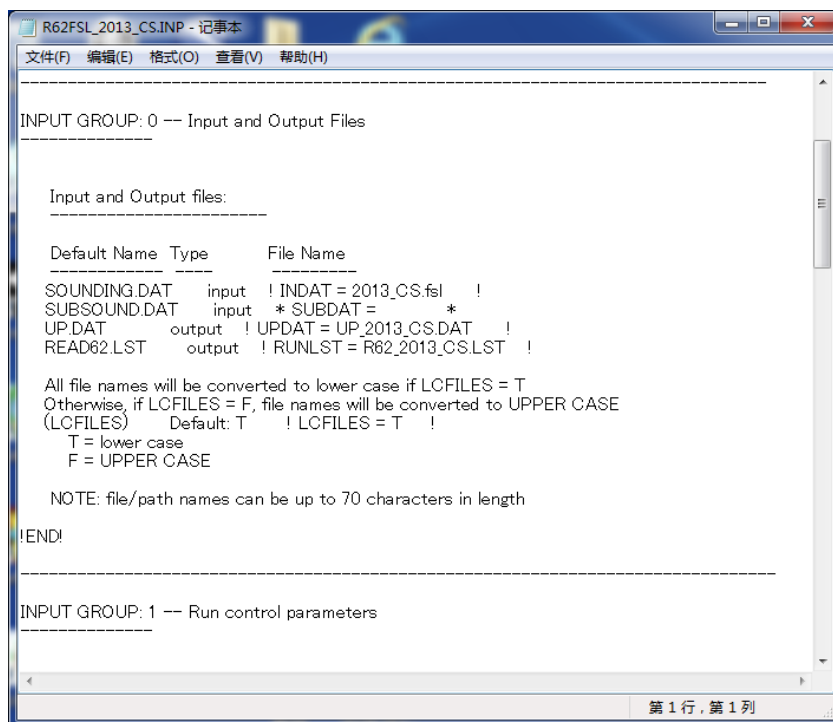 R62FSL_2013_CS.INP - 记事本
文件(F) 编辑(E) 格式(O) 查看(V) 帮助(H)
--------------------------------------------------------------------------------
INPUT GROUP: 0 -- Input and Output Files
--------------
Input and Output files:
------------------------
Default Name Type File Name
------------ ---- ---------
SOUNDING.DAT input ! INDAT = 2013_CS.fsl !
SUBSOUND.DAT input * SUBDAT = *
UP.DAT output ! UPDAT = UP_2013_CS.DAT !
READ62.LST output ! RUNLST = R62_2013_CS.LST !
All file names will be converted to lower case if LCFILES = T
Otherwise, if LCFILES = F, file names will be converted to UPPER CASE
(LCFILES) Default: T ! LCFILES = T !
T = lower case
F = UPPER CASE
NOTE: file/path names can be up to 70 characters in length
!END!
--------------------------------------------------------------------------------
INPUT GROUP: 1 -- Run control parameters
--------------
第 1 行 , 第 1 列